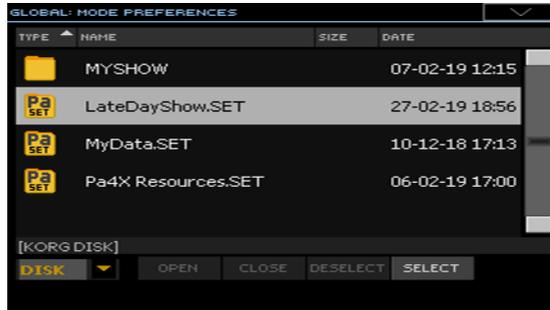 GLOBAL: MODE PREFERENCES
TYPE NAME SIZE DATE
MYSHOW 07-02-19 12:15
Pa SET LateDayShow.SET 27-02-19 18:56
Pa SET MyData.SET 10-12-18 17:13
Pa SET Pa4X Resources.SET 06-02-19 17:00
[KORG DISK]
DISK OPEN CLOSE DESELECT SELECT